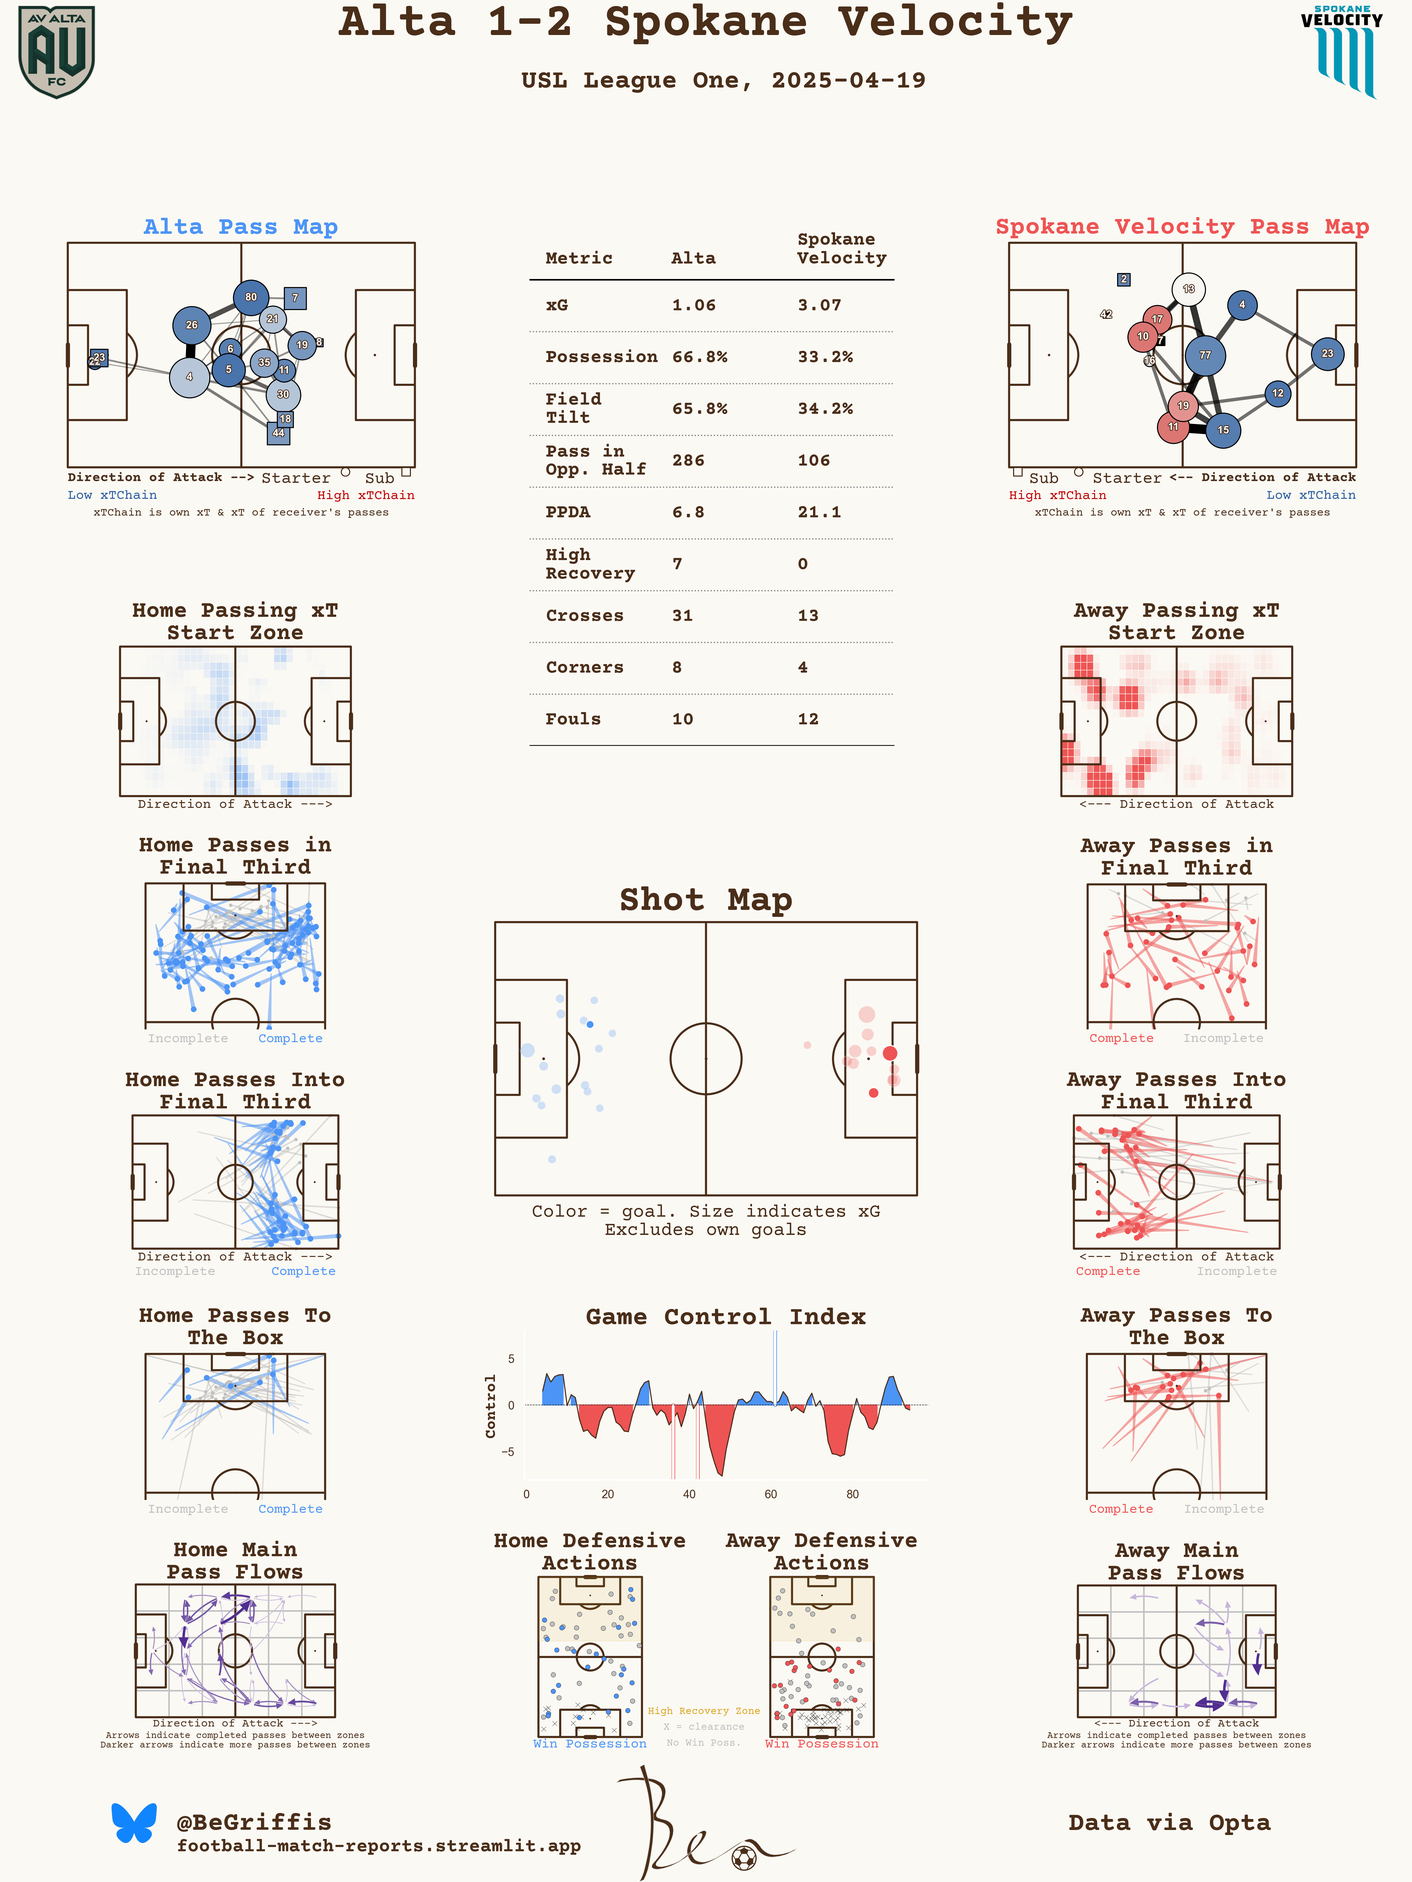 Alta 1-2 Spokane Velocity
USL League One, 2025-04-19
AV ALTA
AU
FC
SPOKANE
VELOCITY
Alta Pass Map
80
7
26
21
19
8
6
23
35
4
5
11
30
18
44
Direction of Attack --> Starter Sub
Low xTChain High xTChain
xTChain is own xT & xT of receiver's passes
Metric Alta Spokane Velocity
xG 1.06 3.07
Possession 66.8% 33.2%
Field Tilt 65.8% 34.2%
Pass in Opp. Half 286 106
PPDA 6.8 21.1
High Recovery 7 0
Crosses 31 13
Corners 8 4
Fouls 10 12
Spokane Velocity Pass Map
2
13
42
17
4
10
7
77
23
16
12
19
11
15
Sub Starter <-- Direction of Attack
High xTChain Low xTChain
xTChain is own xT & xT of receiver's passes
Home Passing xT
Start Zone
Direction of Attack --->
Away Passing xT
Start Zone
<--- Direction of Attack
Home Passes in
Final Third
Incomplete Complete
Away Passes in
Final Third
Complete Incomplete
Shot Map
Color = goal. Size indicates xG
Excludes own goals
Home Passes Into
Final Third
Direction of Attack --->
Incomplete Complete
Away Passes Into
Final Third
<--- Direction of Attack
Complete Incomplete
Home Passes To
The Box
Incomplete Complete
Game Control Index
Control
5
0
−5
0 20 40 60 80
Away Passes To
The Box
Complete Incomplete
Home Main
Pass Flows
Direction of Attack --->
Arrows indicate completed passes between zones
Darker arrows indicate more passes between zones
Home Defensive
Actions
Win Possession
High Recovery Zone
X = clearance
No Win Poss.
Away Defensive
Actions
Win Possession
Away Main
Pass Flows
<--- Direction of Attack
Arrows indicate completed passes between zones
Darker arrows indicate more passes between zones
@BeGriffis
football-match-reports.streamlit.app
Ben
Data via Opta